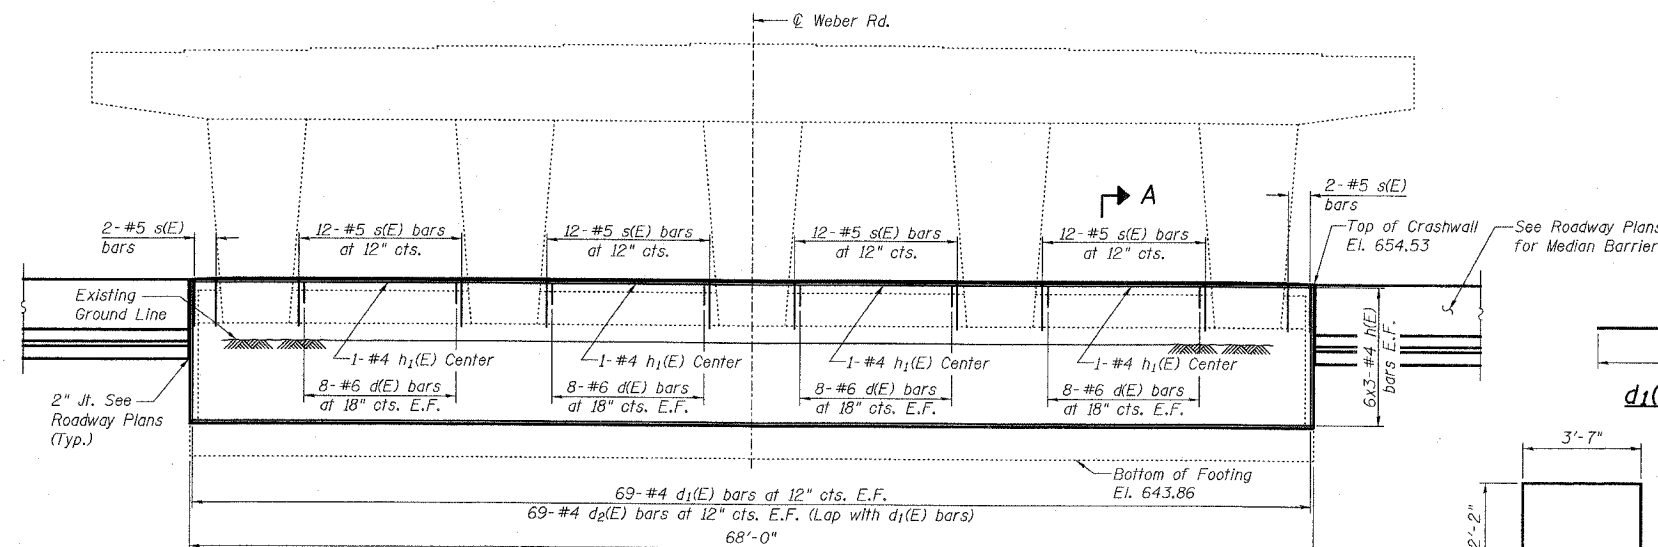 ℄ Weber Rd.
A
2-#5 s(E)
bars
12-#5 s(E) bars
at 12" cts.
12-#5 s(E) bars
at 12" cts.
12-#5 s(E) bars
at 12" cts.
12-#5 s(E) bars
at 12" cts.
2-#5 s(E)
bars
Top of Crashwall
El. 654.53
See Roadway Plans
for Median Barrier
Existing
Ground Line
1-#4 h₁(E) Center
1-#4 h₁(E) Center
1-#4 h₁(E) Center
1-#4 h₁(E) Center
6x3-#4 h(E)
bars E.F.
8-#6 d(E) bars
at 18" cts. E.F.
8-#6 d(E) bars
at 18" cts. E.F.
8-#6 d(E) bars
at 18" cts. E.F.
8-#6 d(E) bars
at 18" cts. E.F.
2" Jt. See
Roadway Plans
(Typ.)
d₁(
3'-7"
2'-2"
Bottom of Footing
El. 643.86
69-#4 d₁(E) bars at 12" cts. E.F.
69-#4 d₂(E) bars at 12" cts. E.F. (Lap with d₁(E) bars)
68'-0"